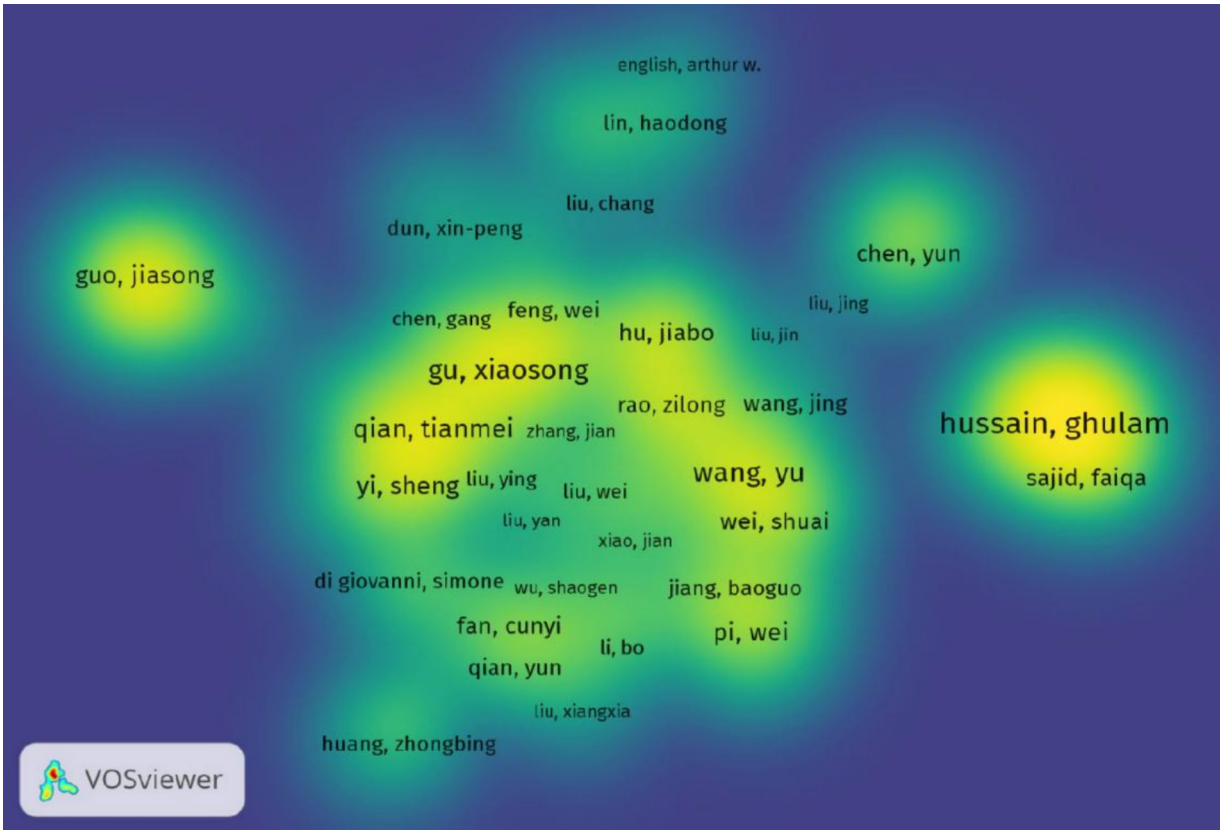 english, arthur w.
lin, haodong
liu, chang
dun, xin-peng
chen, yun
guo, jiasong
liu, jing
feng, wei
chen, gang
hu, jiabo
liu, jin
gu, xiaosong
rao, zilong
wang, jing
hussain, ghulam
qian, tianmei
zhang, jian
wang, yu
sajid, faiqa
yi, sheng
liu, ying
liu, wei
liu, yan
wei, shuai
xiao, jian
di giovanni, simone
wu, shaogen
jiang, baoguo
fan, cunyi
pi, wei
li, bo
qian, yun
liu, xiangxia
huang, zhongbing
VOSviewer